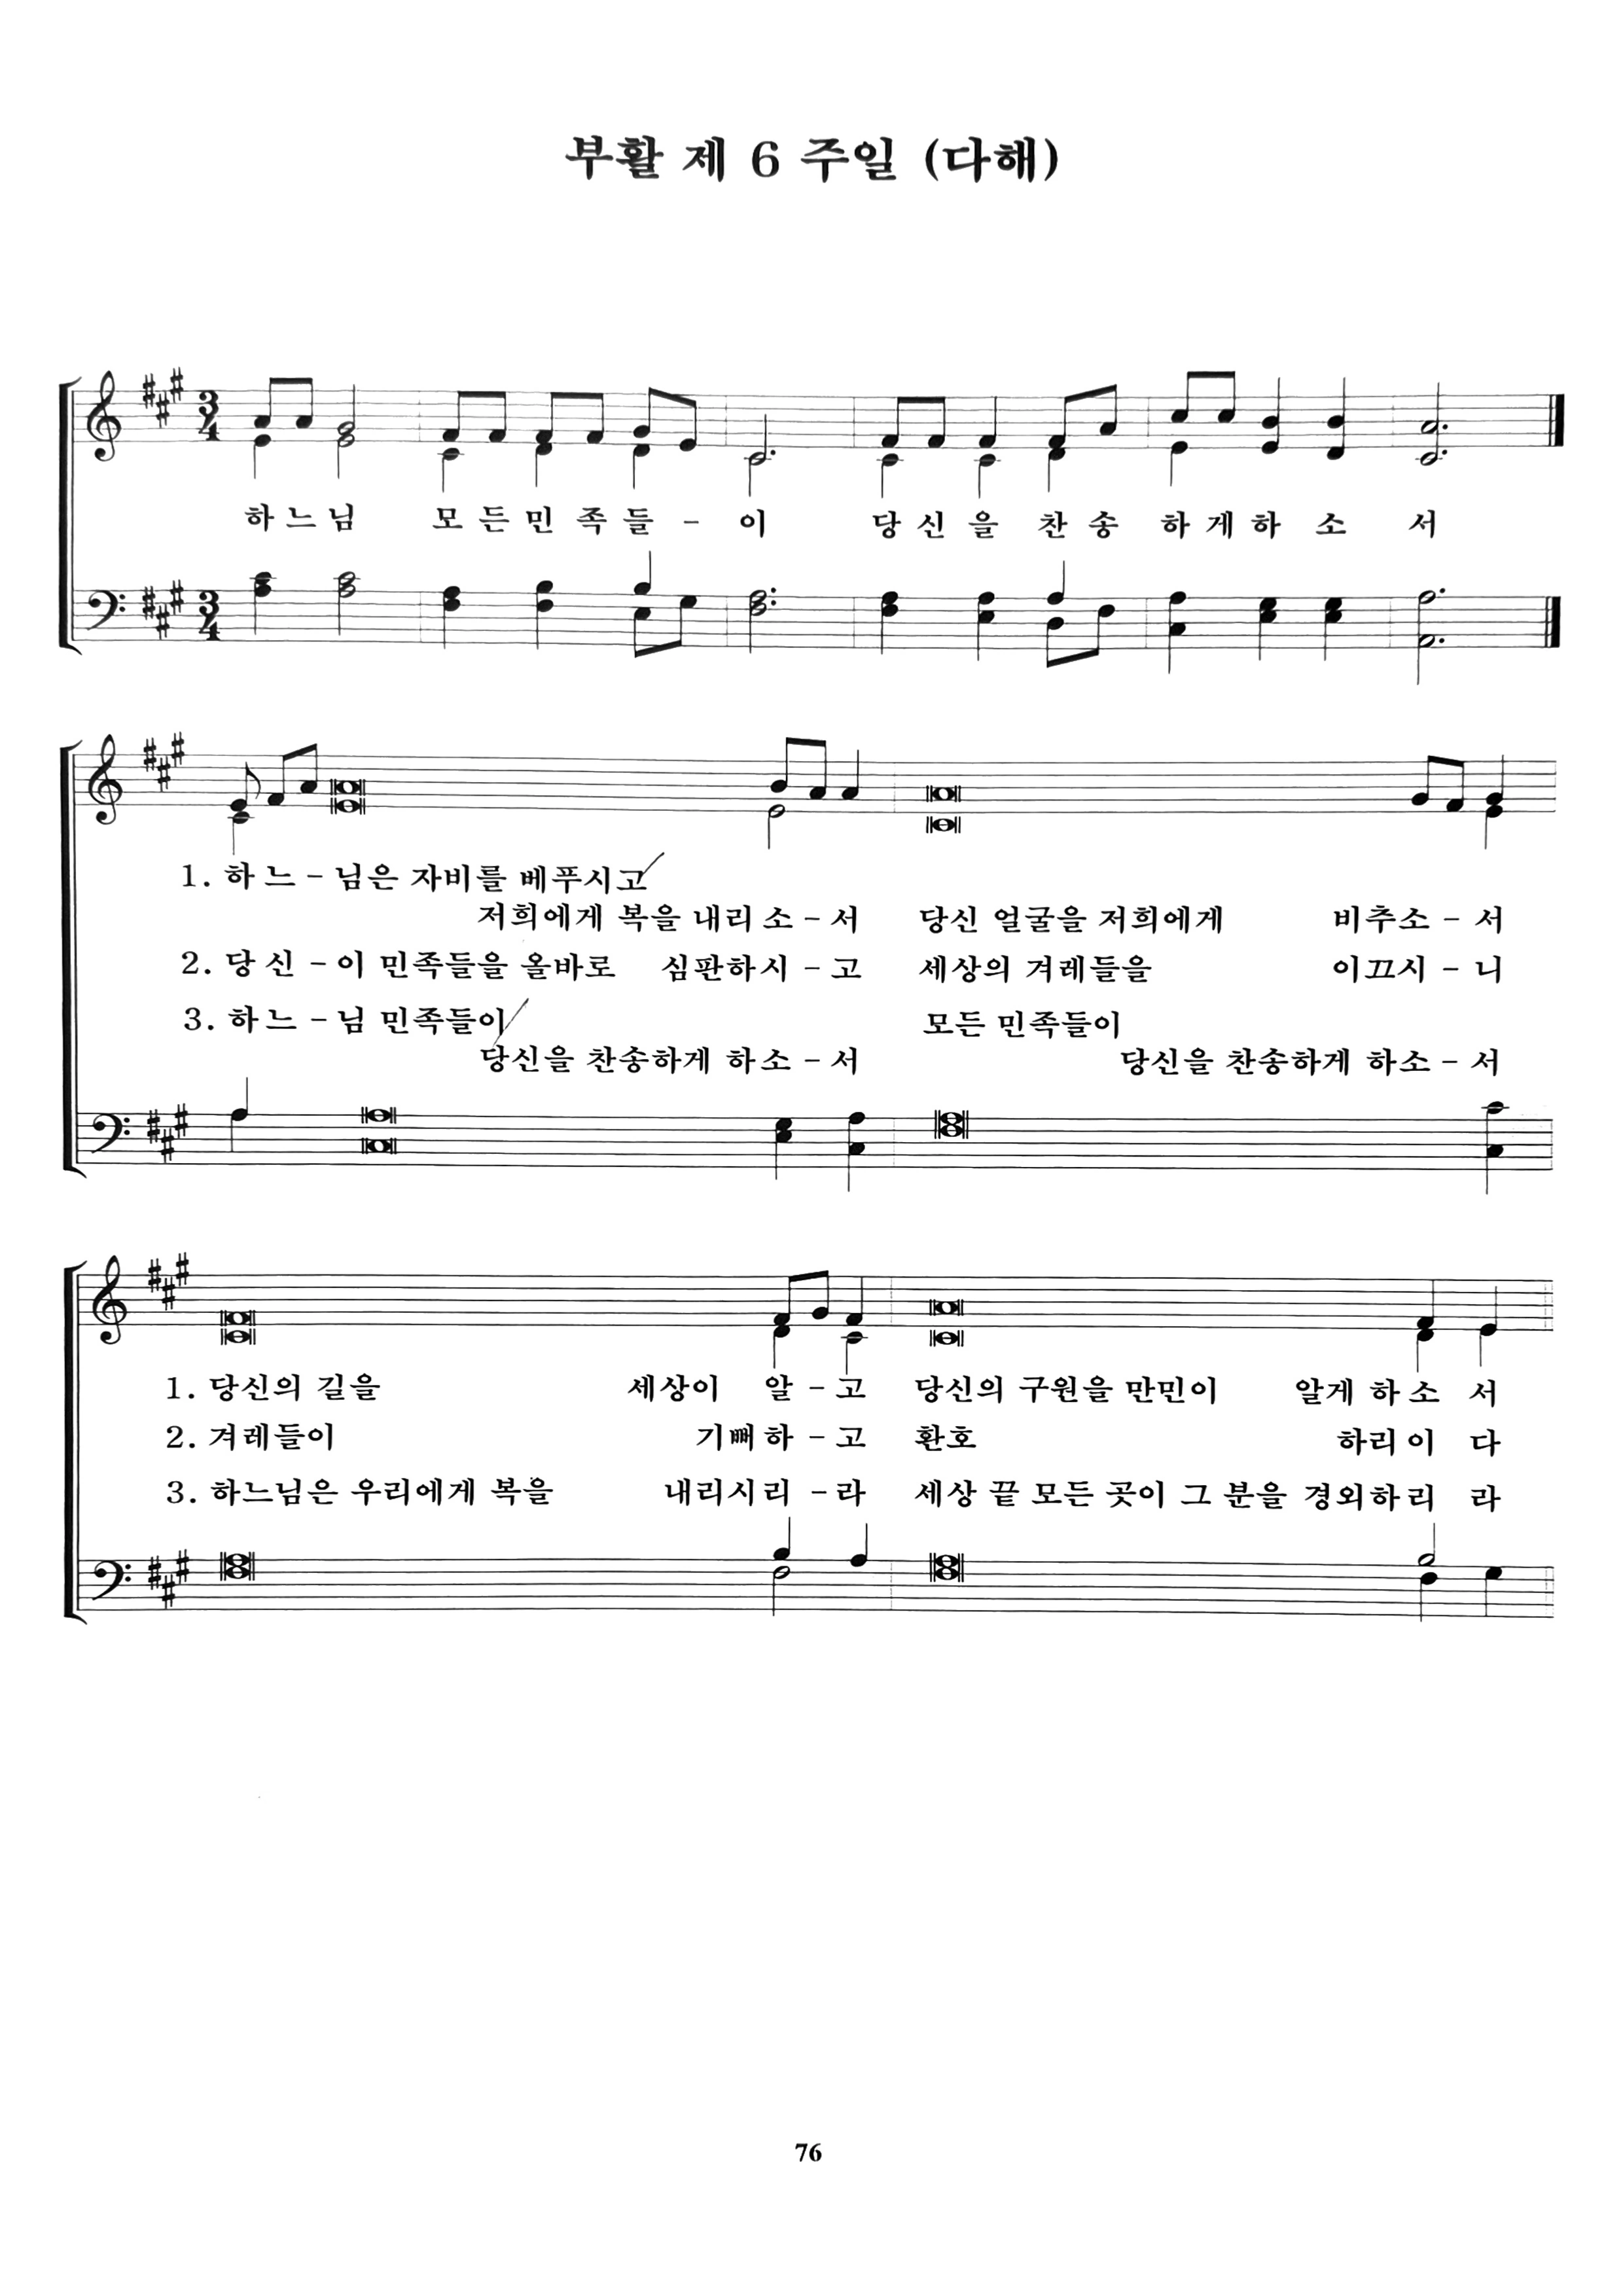 부활 제 6 주일 (다해)
3 4
하느님 모든민족들 - 이 당신을 찬송 하게하 소 서
3 4
1. 하느 - 님은 자비를 베푸시고
저희에게 복을 내리소 - 서 당신 얼굴을 저희에게 비추소 - 서
2. 당신 - 이 민족들을 올바로 심판하시 - 고 세상의 겨레들을 이끄시 - 니
3. 하느 - 님 민족들이 모든 민족들이
당신을 찬송하게 하소 - 서 당신을 찬송하게 하소 - 서
1. 당신의 길을 세상이 알 - 고 당신의 구원을 만민이 알게 하소 서
2. 겨레들이 기뻐하 - 고 환호 하리이 다
3. 하느님은 우리에게 복을 내리시리 - 라 세상 끝 모든 곳이 그 분을 경외하리 라
76